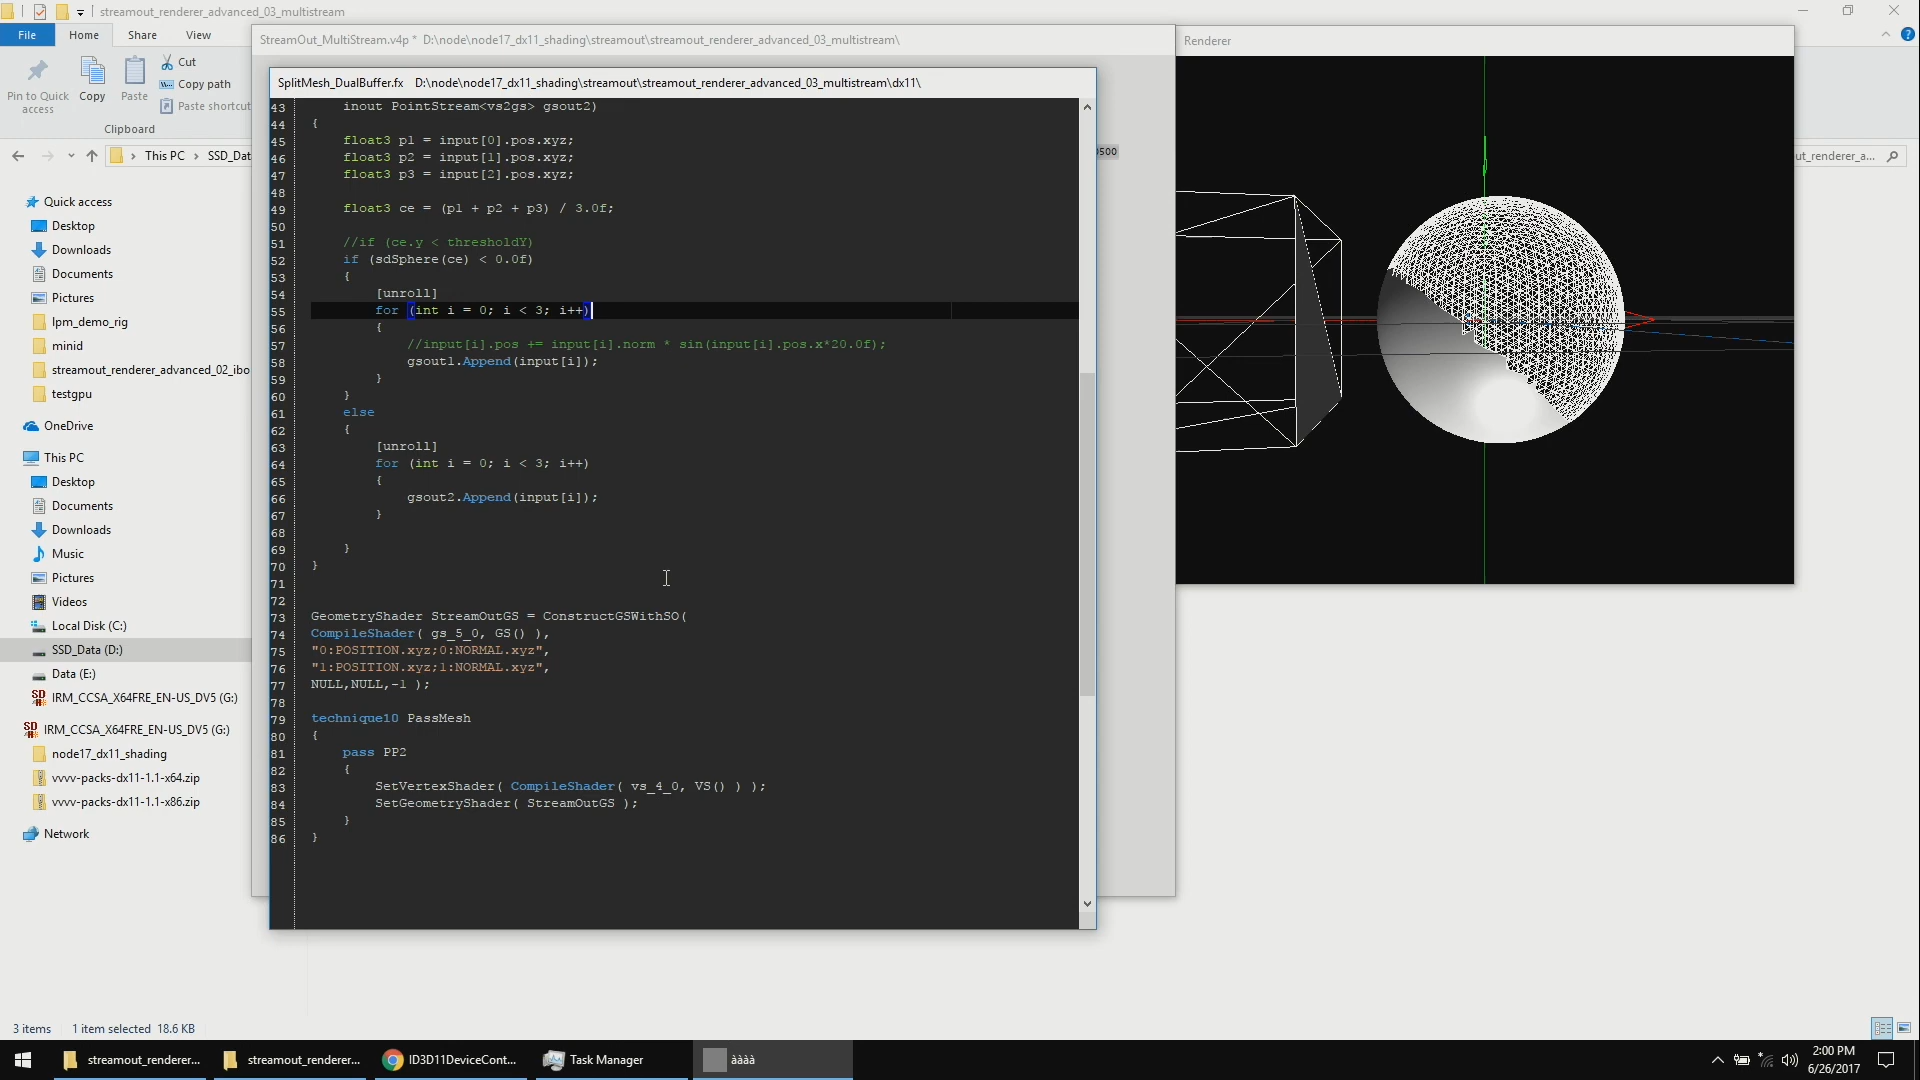 streamout_renderer_advanced_03_multistream
File Home Share View
Pin to Quick access
Copy
Paste
Cut
Copy path
Paste shortcut
Clipboard
This PC › SSD_Dat
ut_renderer_a...
Quick access
Desktop
Downloads
Documents
Pictures
lpm_demo_rig
minid
streamout_renderer_advanced_02_ibo
testgpu
OneDrive
This PC
Desktop
Documents
Downloads
Music
Pictures
Videos
Local Disk (C:)
SSD_Data (D:)
Data (E:)
IRM_CCSA_X64FRE_EN-US_DV5 (G:)
IRM_CCSA_X64FRE_EN-US_DV5 (G:)
node17_dx11_shading
vvvv-packs-dx11-1.1-x64.zip
vvvv-packs-dx11-1.1-x86.zip
Network
3 items 1 item selected 18.6 KB
StreamOut_MultiStream.v4p * D:\node\node17_dx11_shading\streamout\streamout_renderer_advanced_03_multistream\
SplitMesh_DualBuffer.fx D:\node\node17_dx11_shading\streamout\streamout_renderer_advanced_03_multistream\dx11\
43 inout PointStream<vs2gs> gsout2)
44 {
45 float3 p1 = input[0].pos.xyz;
46 float3 p2 = input[1].pos.xyz;
47 float3 p3 = input[2].pos.xyz;
48
49 float3 ce = (p1 + p2 + p3) / 3.0f;
50
51 //if (ce.y < thresholdY)
52 if (sdSphere(ce) < 0.0f)
53 {
54 [unroll]
55 for (int i = 0; i < 3; i++)
56 {
57 //input[i].pos += input[i].norm * sin(input[i].pos.x*20.0f);
58 gsout1.Append(input[i]);
59 }
60 }
61 else
62 {
63 [unroll]
64 for (int i = 0; i < 3; i++)
65 {
66 gsout2.Append(input[i]);
67 }
68
69 }
70 }
71
72
73 GeometryShader StreamOutGS = ConstructGSWithSO(
74 CompileShader( gs_5_0, GS() ),
75 "0:POSITION.xyz;0:NORMAL.xyz",
76 "1:POSITION.xyz;1:NORMAL.xyz",
77 NULL,NULL,-1 );
78
79 technique10 PassMesh
80 {
81 pass PP2
82 {
83 SetVertexShader( CompileShader( vs_4_0, VS() ) );
84 SetGeometryShader( StreamOutGS );
85 }
86 }
Renderer
streamout_renderer...
streamout_renderer...
ID3D11DeviceCont...
Task Manager
àààà
2:00 PM
6/26/2017